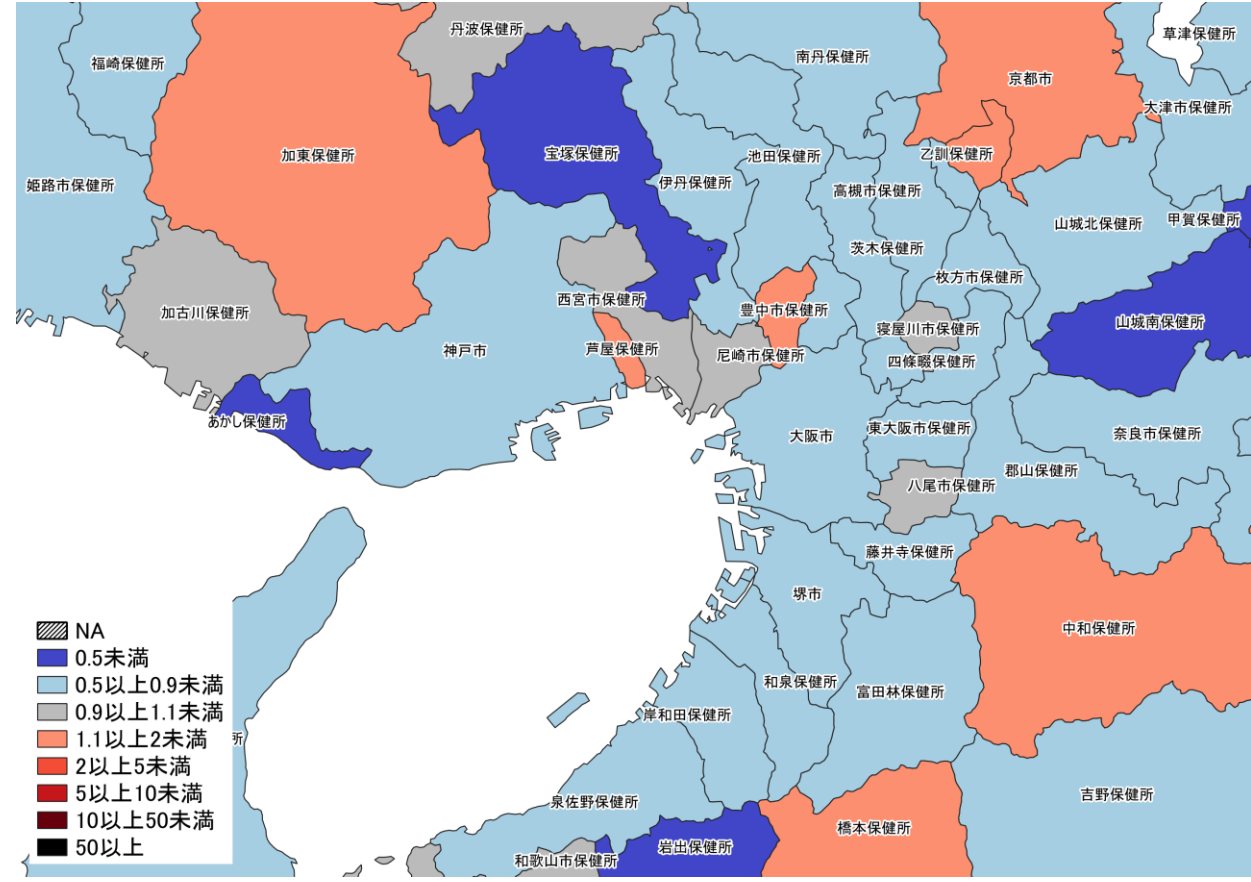 丹波保健所
草津保健所
福崎保健所
南丹保健所
京都市
大津市保健所
加東保健所
宝塚保健所
池田保健所
乙訓保健所
姫路市保健所
伊丹保健所
高槻市保健所
山城北保健所
甲賀保健所
茨木保健所
枚方市保健所
西宮市保健所
加古川保健所
豊中市保健所
山城南保健所
寝屋川市保健所
神戸市
芦屋保健所
尼崎市保健所
四條畷保健所
あかし保健所
大阪市
東大阪市保健所
奈良市保健所
郡山保健所
八尾市保健所
藤井寺保健所
堺市
中和保健所
和泉保健所
富田林保健所
岸和田保健所
所
吉野保健所
泉佐野保健所
橋本保健所
岩出保健所
和歌山市保健所
NA
0.5未満
0.5以上0.9未満
0.9以上1.1未満
1.1以上2未満
2以上5未満
5以上10未満
10以上50未満
50以上